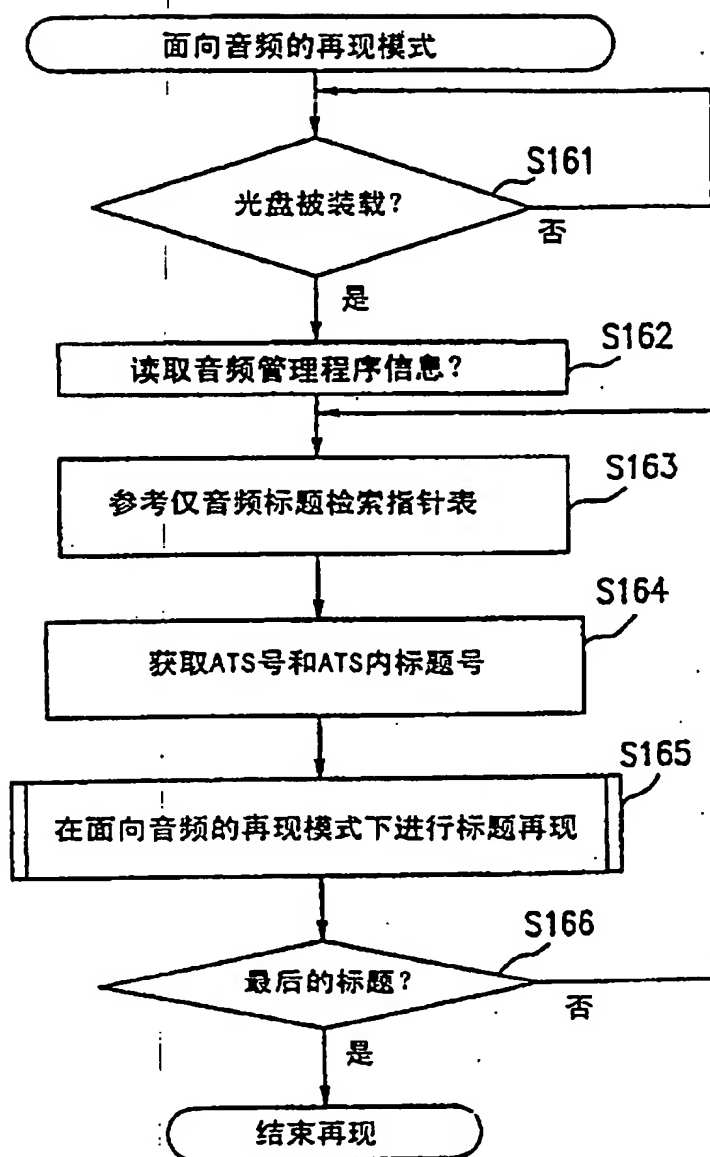 面向音频的再现模式
S161
光盘被装载?
否
是
S162
读取音频管理程序信息?
S163
参考仅音频标题检索指针表
S164
获取ATS号和ATS内标题号
S165
在面向音频的再现模式下进行标题再现
S166
最后的标题?
否
是
结束再现